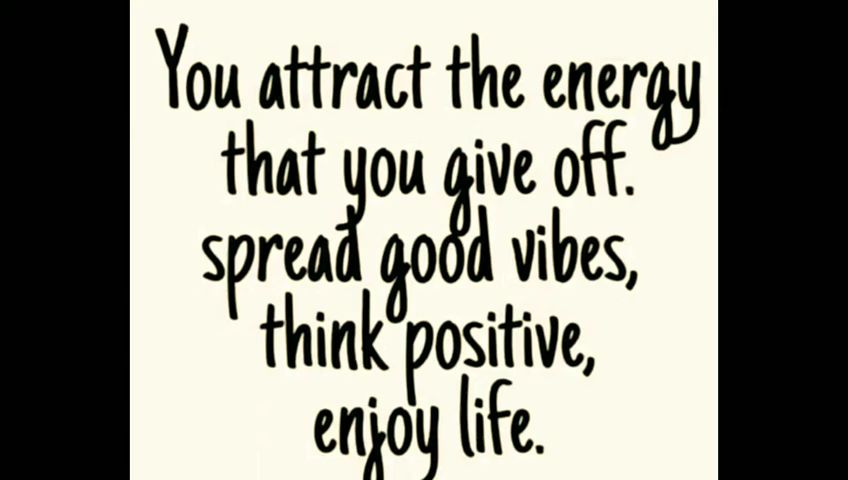 You attract the energy
that you give off.
spread good vibes,
think positive,
enjoy life.